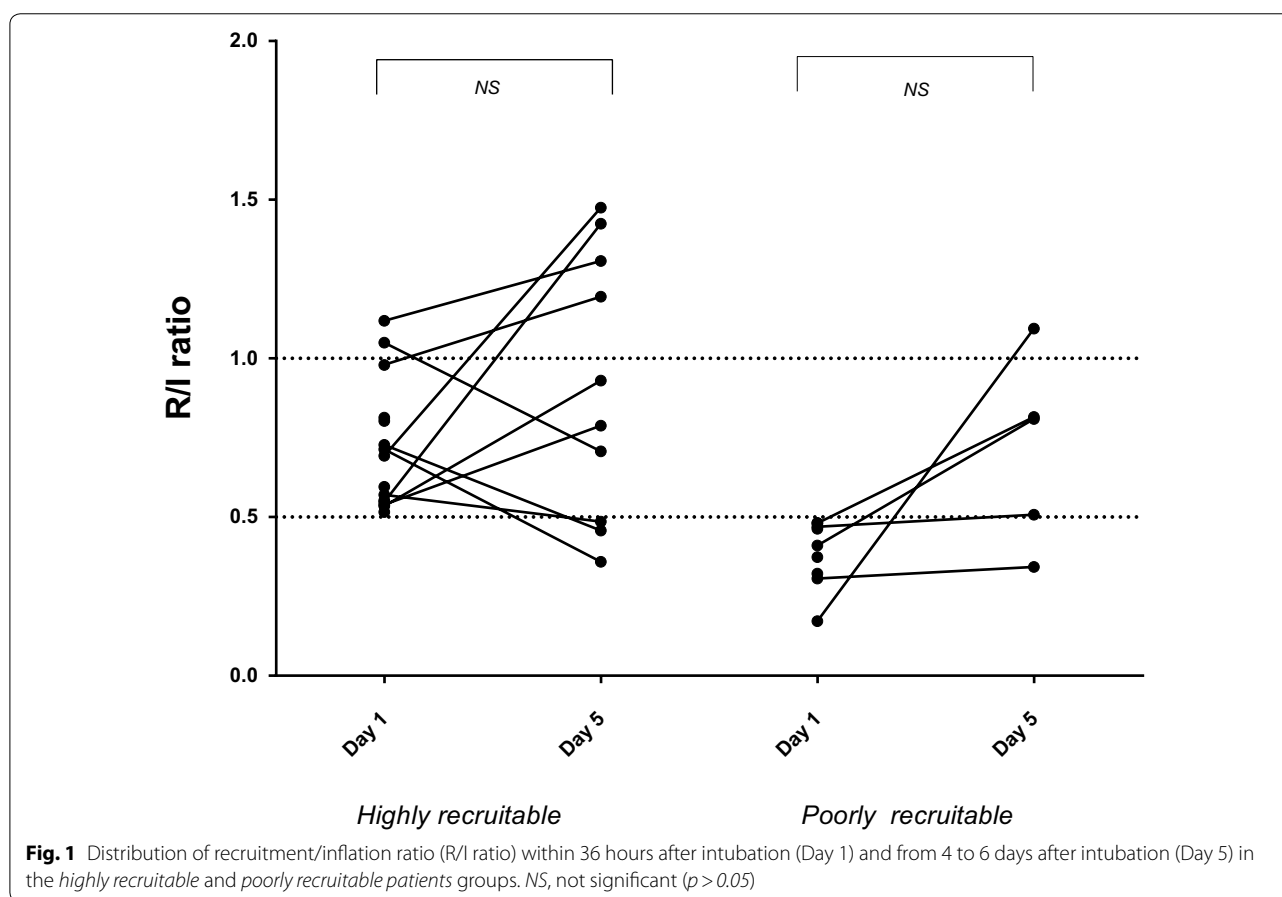 2.0
NS
NS
1.5
R/I ratio
1.0
0.5
0.0
Day 1
Day 5
Day 1
Day 5
Highly recruitable
Poorly recruitable
Fig. 1 Distribution of recruitment/inflation ratio (R/I ratio) within 36 hours after intubation (Day 1) and from 4 to 6 days after intubation (Day 5) in
the highly recruitable and poorly recruitable patients groups. NS, not significant (p > 0.05)